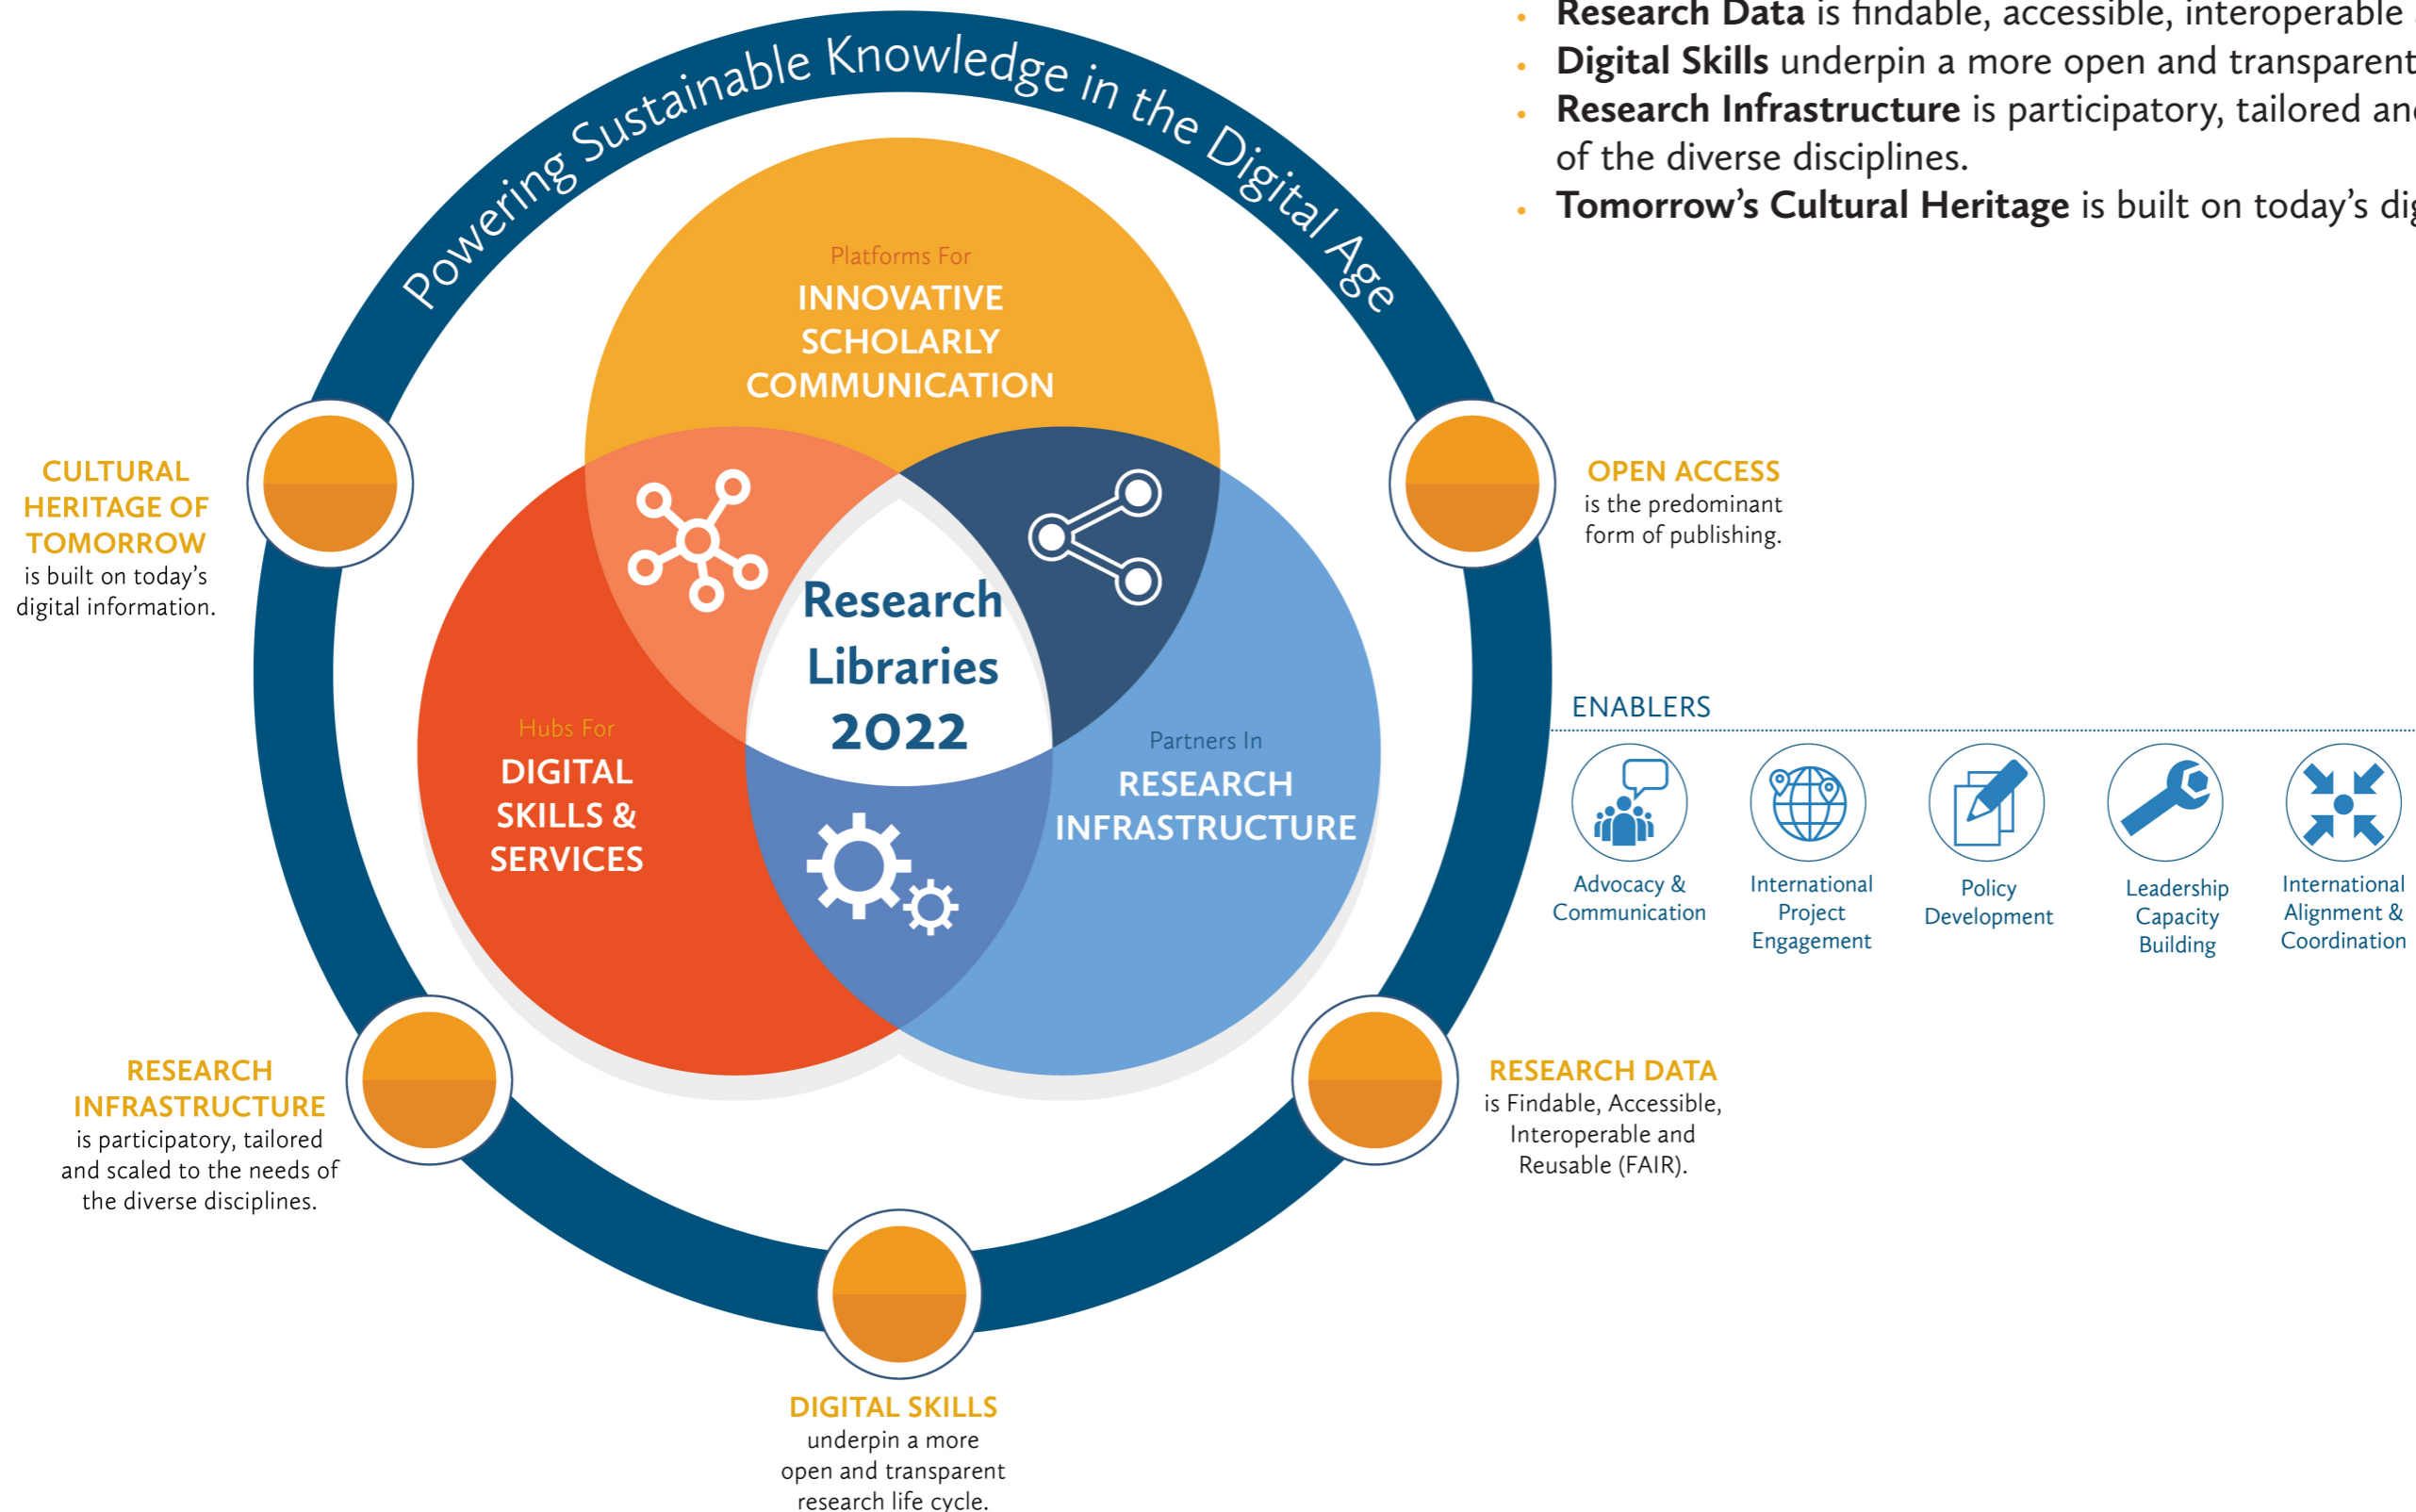 Research Data is findable, accessible, interoperable
Digital Skills underpin a more open and transparent
Research Infrastructure is participatory, tailored and
of the diverse disciplines.
Tomorrow's Cultural Heritage is built on today's
Powering Sustainable Knowledge in the Digital Age
Platforms For
INNOVATIVE
SCHOLARLY
COMMUNICATION
Research
Libraries
2022
Hubs For
DIGITAL
SKILLS &
SERVICES
Partners In
RESEARCH
INFRASTRUCTURE
CULTURAL
HERITAGE OF
TOMORROW
is built on today's
digital information.
OPEN ACCESS
is the predominant
form of publishing.
ENABLERS
Advocacy &
Communication
International
Project
Engagement
Policy
Development
Leadership
Capacity
Building
International
Alignment &
Coordination
RESEARCH
INFRASTRUCTURE
is participatory, tailored
and scaled to the needs of
the diverse disciplines.
RESEARCH DATA
is Findable, Accessible,
Interoperable and
Reusable (FAIR).
DIGITAL SKILLS
underpin a more
open and transparent
research life cycle.